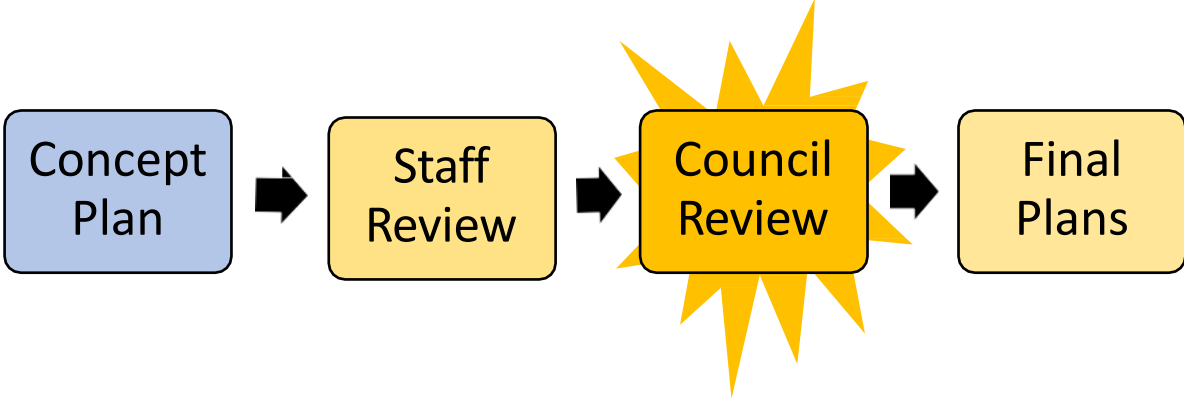 Concept
Plan
Staff
Review
Council
Review
Final
Plans